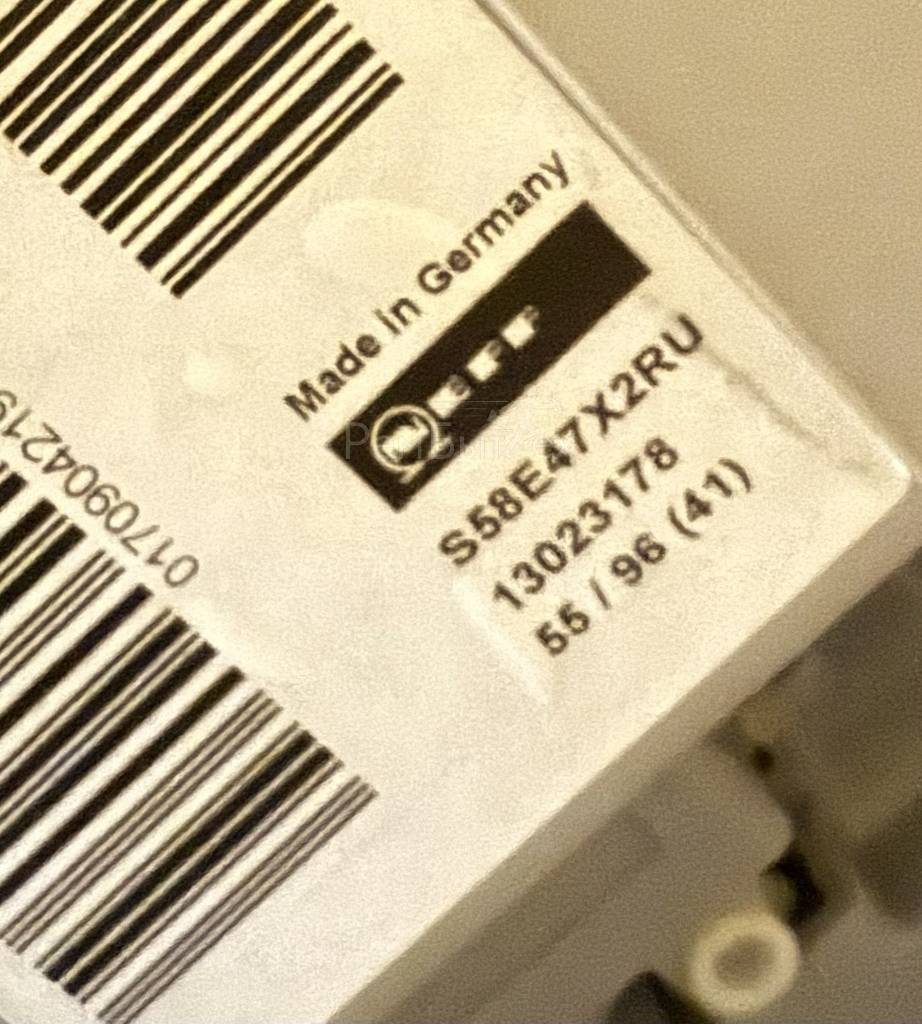 Made in Germany
NEFF
S58E47X2RU
13023178
55 / 96 (41)
0170904219